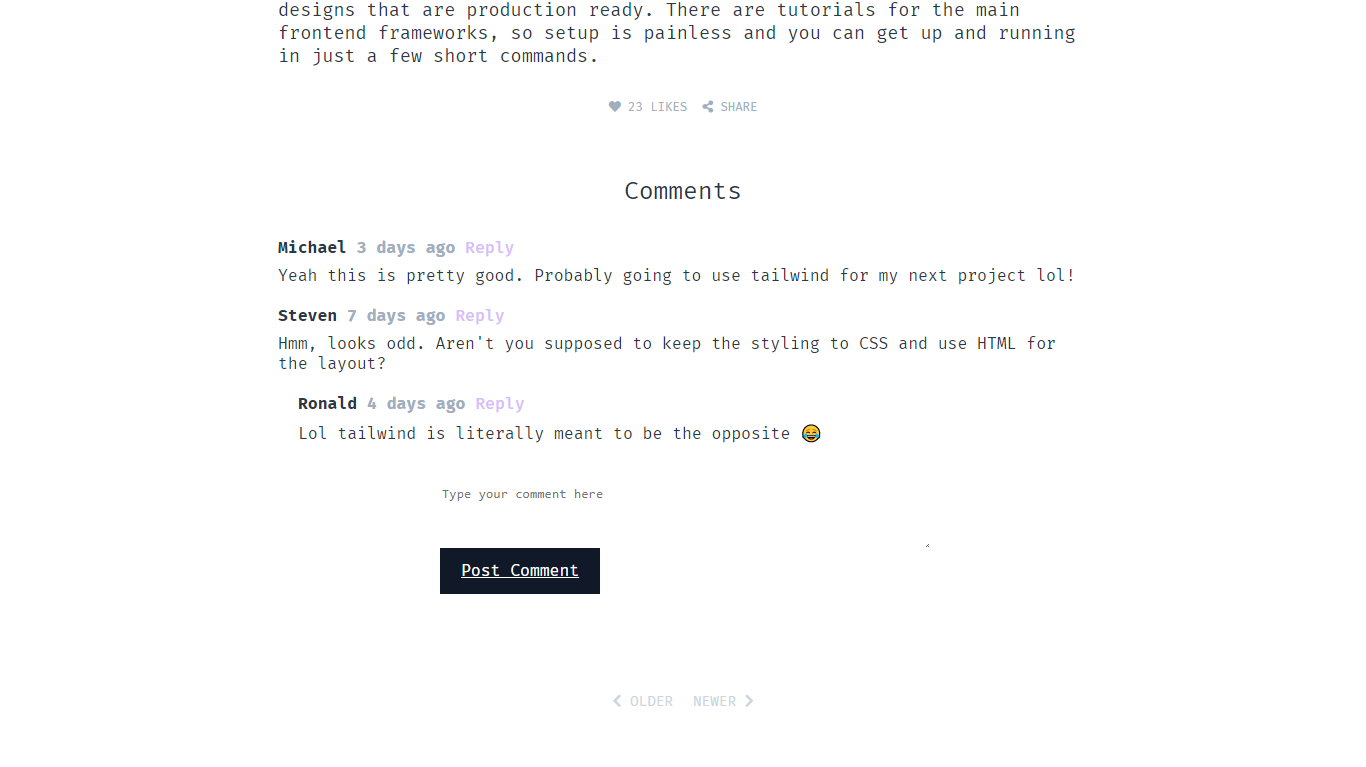 designs that are production ready. There are tutorials for the main
frontend frameworks, so setup is painless and you can get up and running
in just a few short commands.
23 LIKES SHARE
Comments
Michael 3 days ago Reply
Yeah this is pretty good. Probably going to use tailwind for my next project lol!
Steven 7 days ago Reply
Hmm, looks odd. Aren't you supposed to keep the styling to CSS and use HTML for
the layout?
Ronald 4 days ago Reply
Lol tailwind is literally meant to be the opposite 😂
Type your comment here
Post Comment
OLDER NEWER